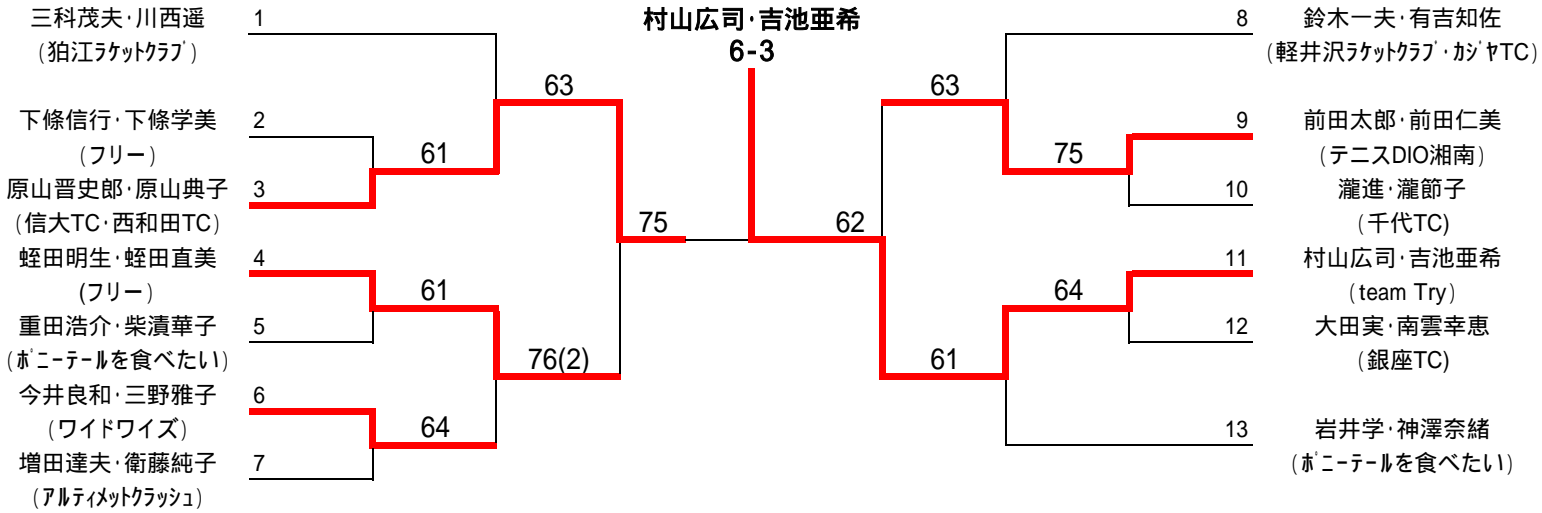 村山広司･吉池亜希
6-3
三科茂夫･川西遥 1
(狛江ﾗｹｯﾄｸﾗﾌﾞ)
下條信行･下條学美 2
(フリー)
原山晋史郎･原山典子 3
(信大TC･西和田TC)
蛭田明生･蛭田直美 4
(フリー)
重田浩介･柴漬華子 5
(ﾎﾟﾆｰﾃｰﾙを食べたい)
今井良和･三野雅子 6
(ワイドワイズ)
増田達夫･衛藤純子 7
(ｱﾙﾃｨﾒｯﾄｸﾗｯｼｭ)
63
61
75
61
76(2)
64
63
75
62
64
61
8 鈴木一夫･有吉知佐
(軽井沢ﾗｹｯﾄｸﾗﾌﾞ･ｶｼﾞﾔTC)
9 前田太郎･前田仁美
(テニスDIO湘南)
10 瀧進･瀧節子
(千代TC)
11 村山広司･吉池亜希
(team Try)
12 大田実･南雲幸恵
(銀座TC)
13 岩井学･神澤奈緒
(ﾎﾟﾆｰﾃｰﾙを食べたい)